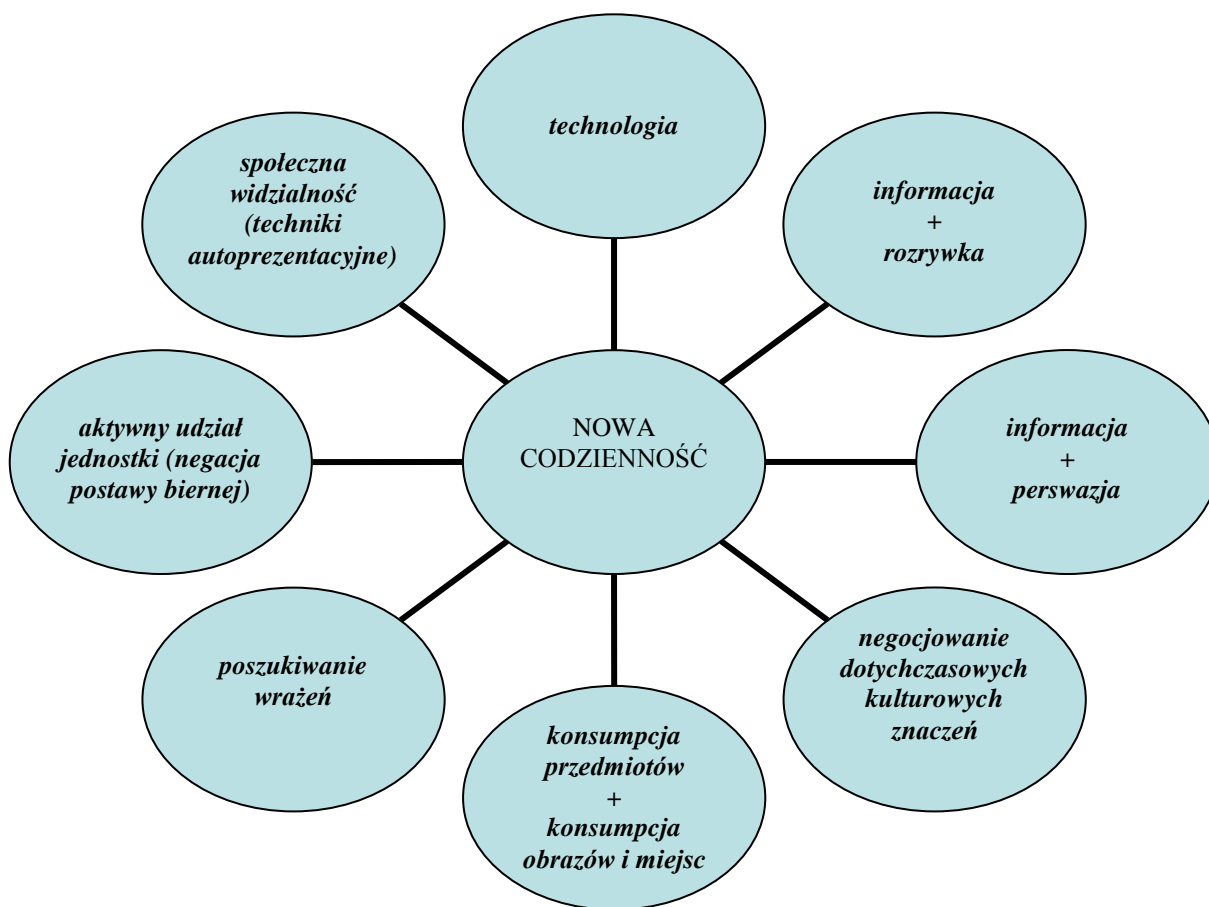 technologia
społeczna
widzialność
(techniki
autoprezentacyjne)
informacja
+
rozrywka
aktywny udział
jednostki (negacja
postawy biernej)
NOWA
CODZIENNOŚĆ
informacja
+
perswazja
poszukiwanie
wrażeń
negocjowanie
dotychczasowych
kulturowych
znaczeń
konsumpcja
przedmiotów
+
konsumpcja
obrazów i miejsc